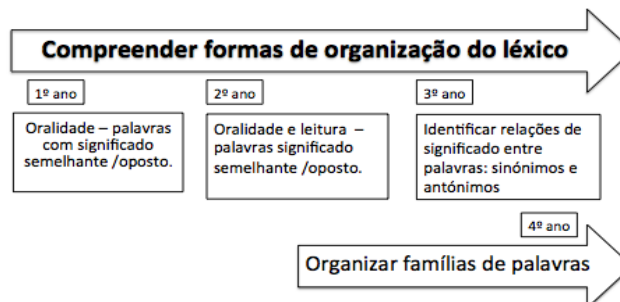 Compreender formas de organização do léxico
1º ano
Oralidade – palavras
com significado
semelhante /oposto.
2º ano
Oralidade e leitura –
palavras significado
semelhante /oposto.
3º ano
Identificar relações de
significado entre
palavras: sinónimos e
antónimos
4º ano
Organizar famílias de palavras